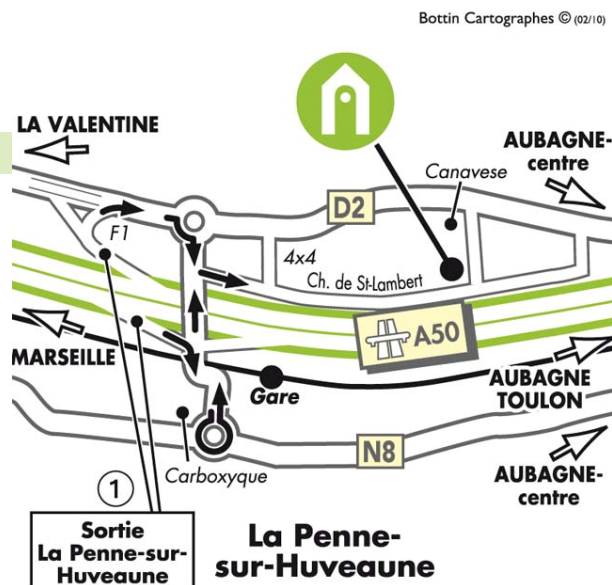 Bottin Cartographes © (02/10)
LA VALENTINE
AUBAGNE-
centre
Canavese
D2
F1
4x4
Ch. de St-Lambert
A50
MARSEILLE
Gare
AUBAGNE
TOULON
N8
Carboxyque
AUBAGNE-
centre
1
Sortie
La Penne-sur-
Huveaune
La Penne-
sur-Huveaune